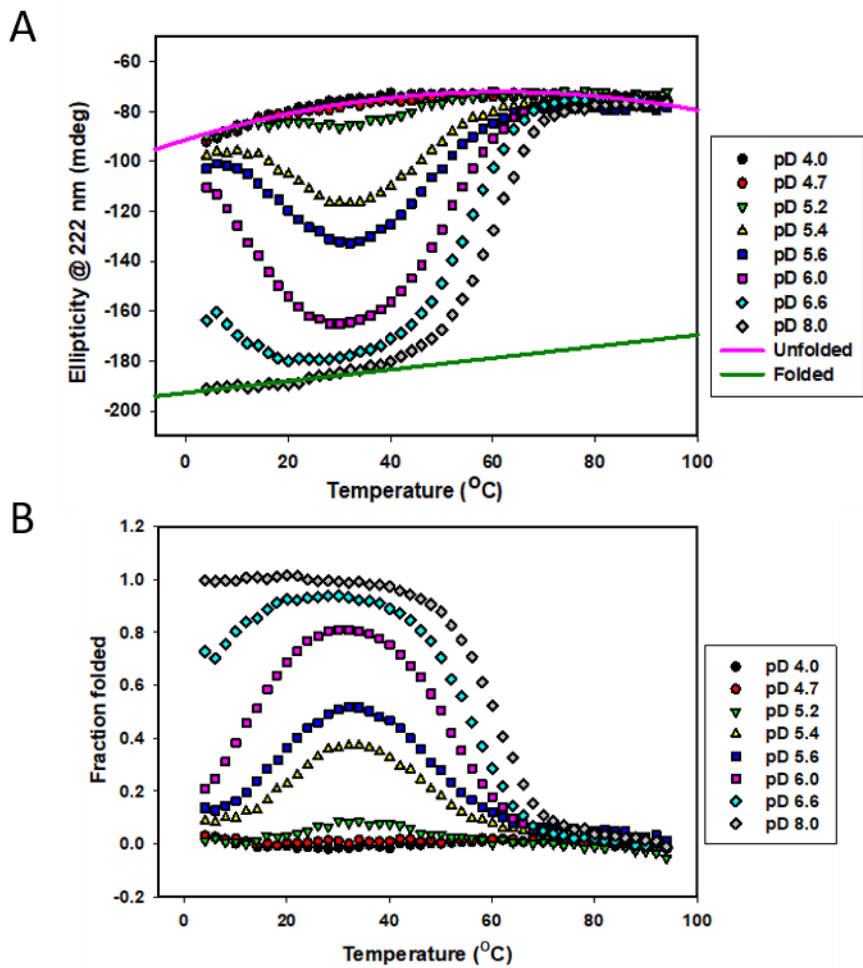 A
Ellipticity @ 222 nm (mdeg)
-60
-80
-100
-120
-140
-160
-180
-200
0 20 40 60 80 100
Temperature (°C)
pD 4.0
pD 4.7
pD 5.2
pD 5.4
pD 5.6
pD 6.0
pD 6.6
pD 8.0
Unfolded
Folded
B
Fraction folded
1.2
1.0
0.8
0.6
0.4
0.2
0.0
-0.2
0 20 40 60 80 100
Temperature (°C)
pD 4.0
pD 4.7
pD 5.2
pD 5.4
pD 5.6
pD 6.0
pD 6.6
pD 8.0